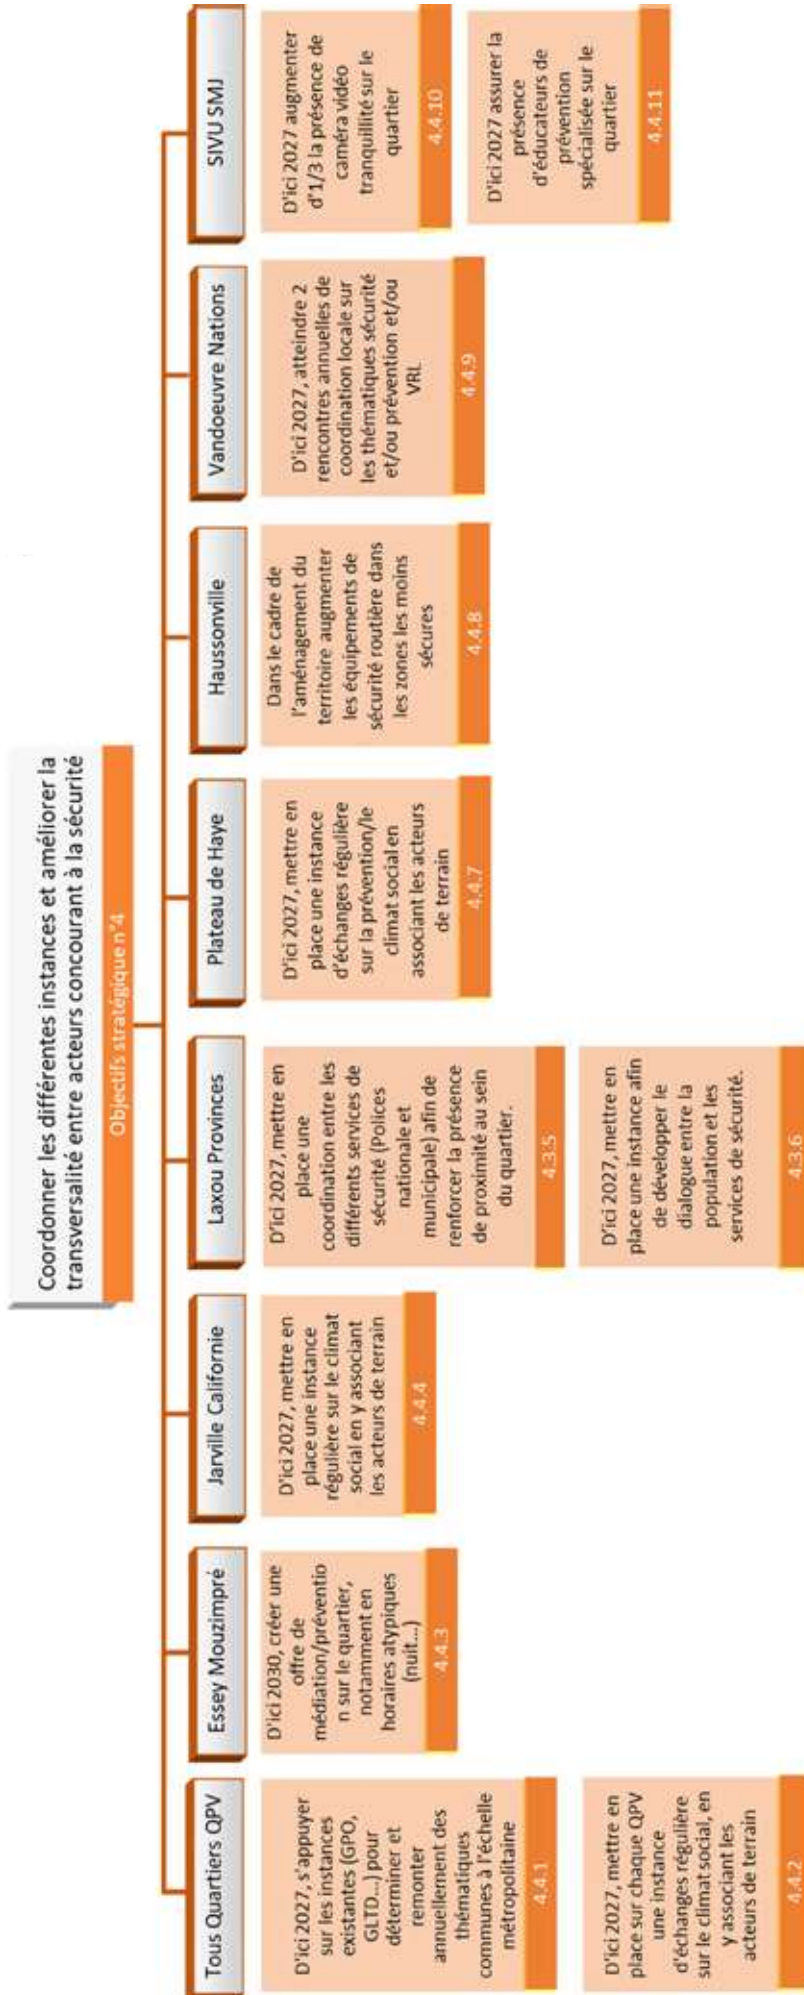 Coordonner les différentes instances et améliorer la
transversalité entre acteurs concourant à la sécurité
Objectifs stratégique n°4
Tous Quartiers QPV
D'ici 2027, s'appuyer
sur les instances
existantes (GPO,
GLTD...) pour
déterminer et
remonter
annuellement des
thématiques
communes à l'échelle
métropolitaine
4.4.1
D'ici 2027, mettre en
place sur chaque QPV
une instance
d'échanges régulière
sur le climat social, en
y associant les
acteurs de terrain
4.4.2
Essey Mouzimpré
D'ici 2030, créer une
offre de
médiation/préventio
n sur le quartier,
notamment en
horaires atypiques
(nuit...)
4.4.3
Jarville Californie
D'ici 2027, mettre en
place une instance
régulière sur le climat
social en y associant
les acteurs de terrain
4.4.4
Laxou Provinces
D'ici 2027, mettre en
place une
coordination entre les
différents services de
sécurité (Polices
nationale et
municipale) afin de
renforcer la présence
de proximité au sein
du quartier.
4.3.5
D'ici 2027, mettre en
place une instance afin
de développer le
dialogue entre la
population et les
services de sécurité.
4.3.6
Plateau de Haye
D'ici 2027, mettre en
place une instance
d'échanges régulière
sur la prévention/le
climat social en
associant les acteurs
de terrain
4.4.7
Haussonville
Dans le cadre de
l'aménagement du
territoire augmenter
les équipements de
sécurité routière dans
les zones les moins
sécures
4.4.8
Vandoeuvre Nations
D'ici 2027, atteindre 2
rencontres annuelles de
coordination locale sur
les thématiques sécurité
et/ou prévention et/ou
VRL
4.4.9
SIVU SMJ
D'ici 2027 augmenter
d'1/3 la présence de
caméra vidéo
tranquillité sur le
quartier
4.4.10
D'ici 2027 assurer la
présence
d'éducateurs de
prévention
spécialisée sur le
quartier
4.4.11